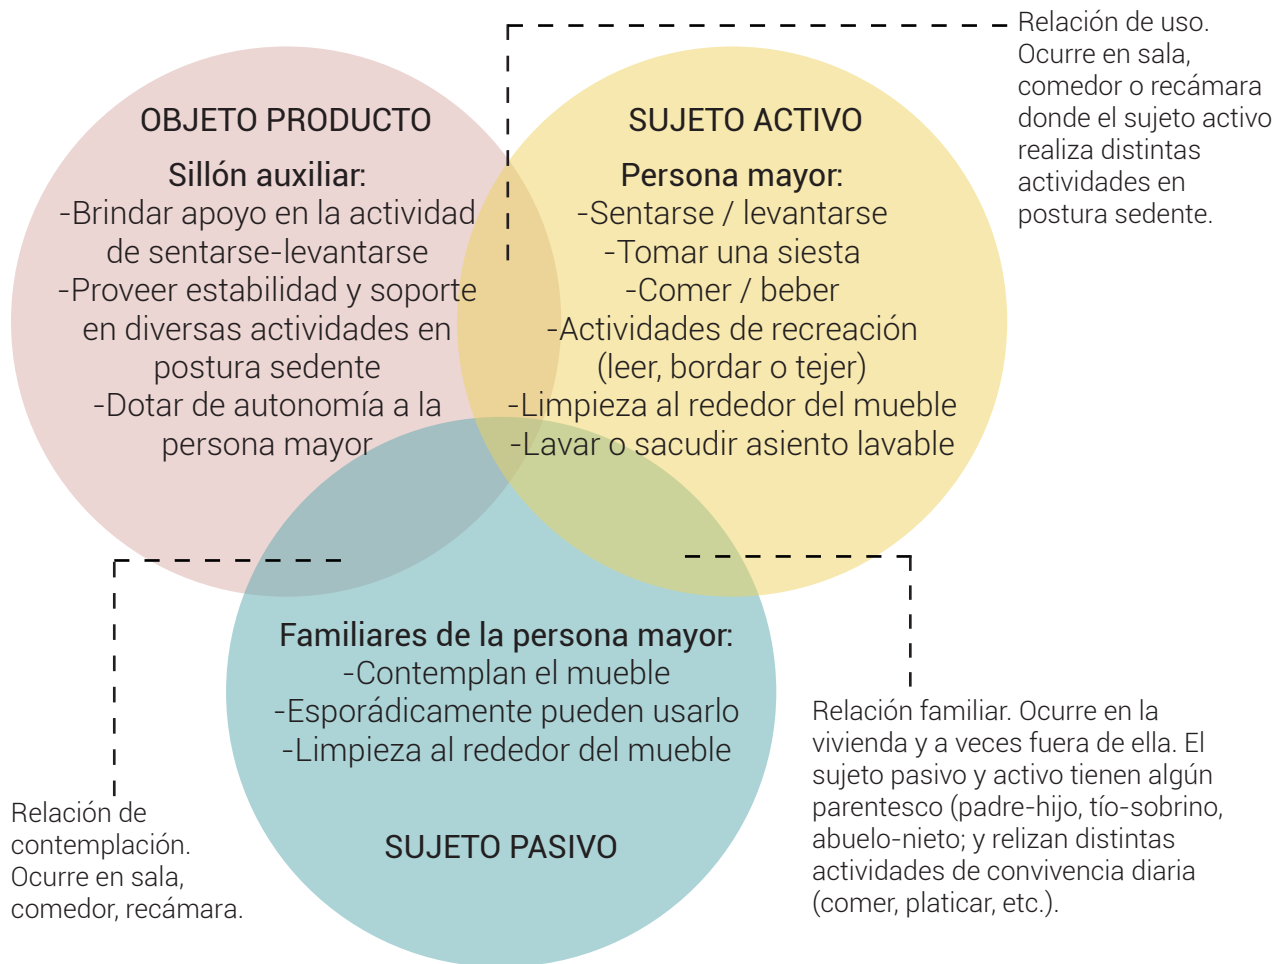 OBJETO PRODUCTO
Sillón auxiliar:
-Brindar apoyo en la actividad
de sentarse-levantarse
-Proveer estabilidad y soporte
en diversas actividades en
postura sedente
-Dotar de autonomía a la
persona mayor
SUJETO ACTIVO
Persona mayor:
-Sentarse / levantarse
-Tomar una siesta
-Comer / beber
-Actividades de recreación
(leer, bordar o tejer)
-Limpieza al rededor del mueble
-Lavar o sacudir asiento lavable
Relación de uso.
Ocurre en sala,
comedor o recámara
donde el sujeto activo
realiza distintas
actividades en
postura sedente.
Familiares de la persona mayor:
-Contemplan el mueble
-Esporádicamente pueden usarlo
-Limpieza al rededor del mueble
SUJETO PASIVO
Relación de
contemplación.
Ocurre en sala,
comedor, recámara.
Relación familiar. Ocurre en la
vivienda y a veces fuera de ella. El
sujeto pasivo y activo tienen algún
parentesco (padre-hijo, tío-sobrino,
abuelo-nieto; y relizan distintas
actividades de convivencia diaria
(comer, platicar, etc.).